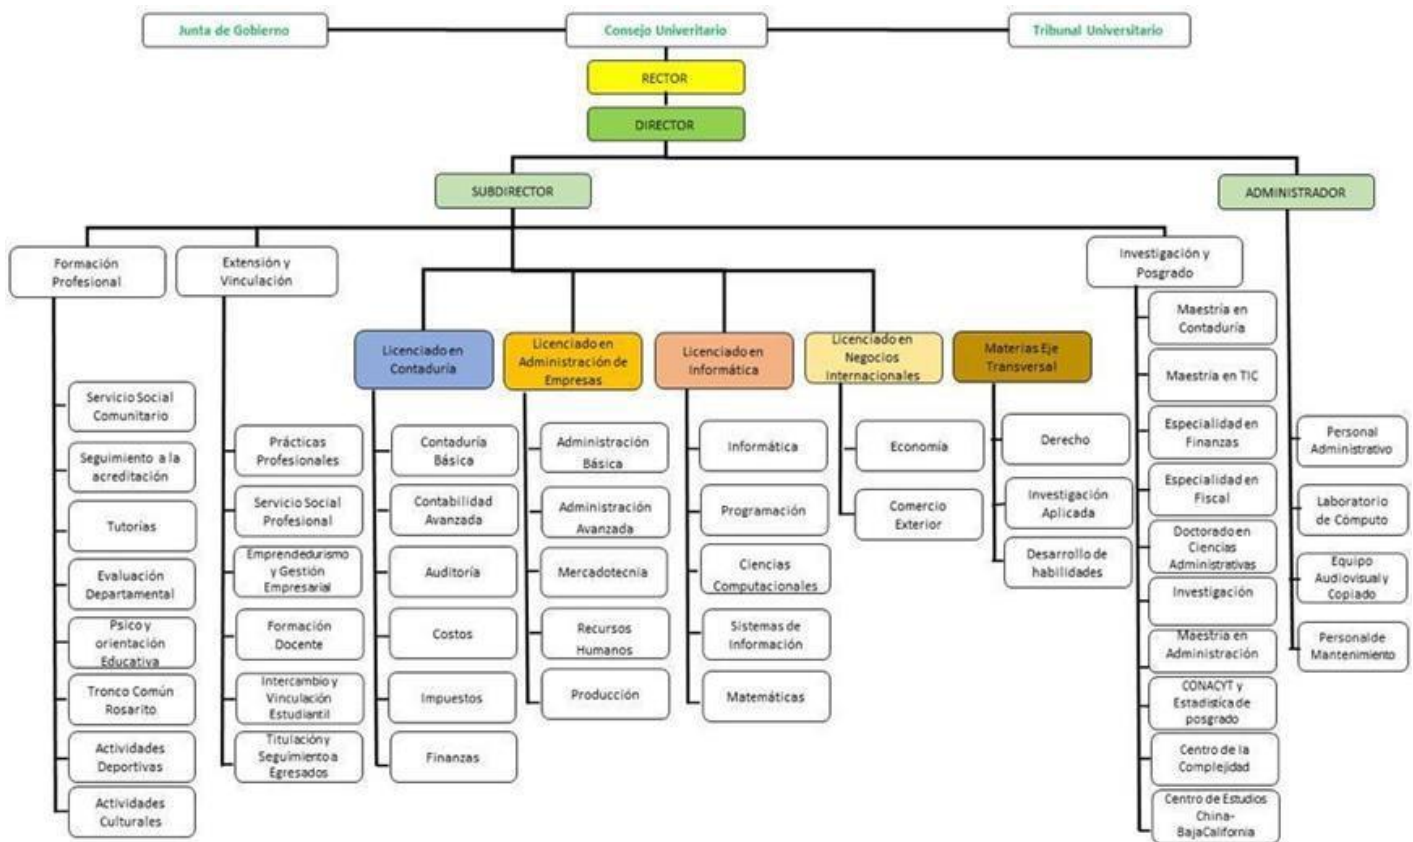 Junta de Gobierno
Consejo Univeritario
Tribunal Universitario
RECTOR
DIRECTOR
SUBDIRECTOR
ADMINISTRADOR
Formación
Profesional
Servicio Social
Comunitario
Seguimiento a la
acreditación
Tutorías
Evaluación
Departamental
Psico y
orientación
Educativa
Tronco Común
Rosarito
Actividades
Deportivas
Actividades
Culturales
Extensión y
Vinculación
Prácticas
Profesionales
Servicio Social
Profesional
Emprendedurismo
y Gestión
Empresarial
Formación
Docente
Intercambio y
Vinculación
Estudiantil
Titulación y
Seguimiento a
Egresados
Licenciado en
Contaduría
Contaduría
Básica
Contabilidad
Avanzada
Auditoría
Costos
Impuestos
Finanzas
Licenciado en
Administración de
Empresas
Administración
Básica
Administración
Avanzada
Mercadotecnia
Recursos
Humanos
Producción
Licenciado en
Informática
Informática
Programación
Ciencias
Computacionales
Sistemas de
Información
Matemáticas
Licenciado en
Negocios
Internacionales
Economía
Comercio
Exterior
Materias Eje
Transversal
Derecho
Investigación
Aplicada
Desarrollo de
habilidades
Investigación y
Posgrado
Maestría en
Contaduría
Maestría en TIC
Especialidad en
Finanzas
Especialidad en
Fiscal
Doctorado en
Ciencias
Administrativas
Investigación
Maestría en
Administración
CONACYT y
Estadística de
posgrado
Centro de la
Complejidad
Centro de Estudios
China-
BajaCalifornia
Personal
Administrativo
Laboratorio
de Cómputo
Equipo
Audiovisual y
Copiado
Personal de
Mantenimiento